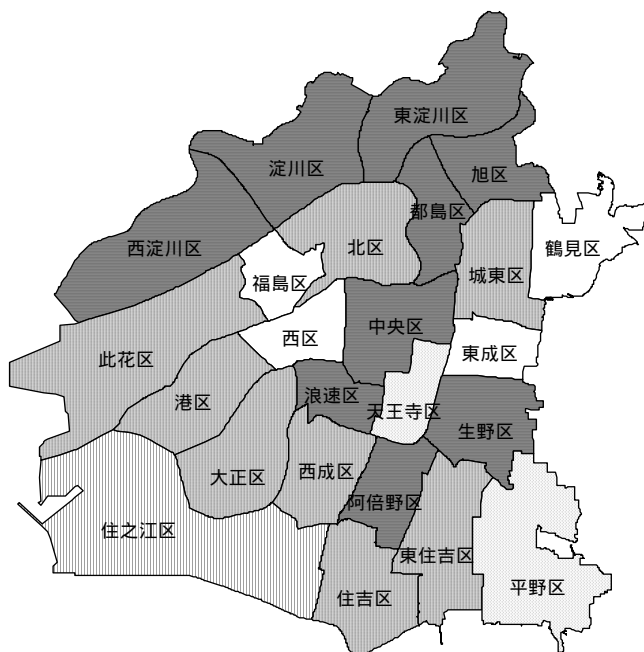 東淀川区
淀川区
旭区
都島区
西淀川区
北区
鶴見区
城東区
福島区
中央区
西区
東成区
此花区
浪速区
港区
天王寺区
生野区
西成区
大正区
阿倍野区
住之江区
東住吉区
平野区
住吉区